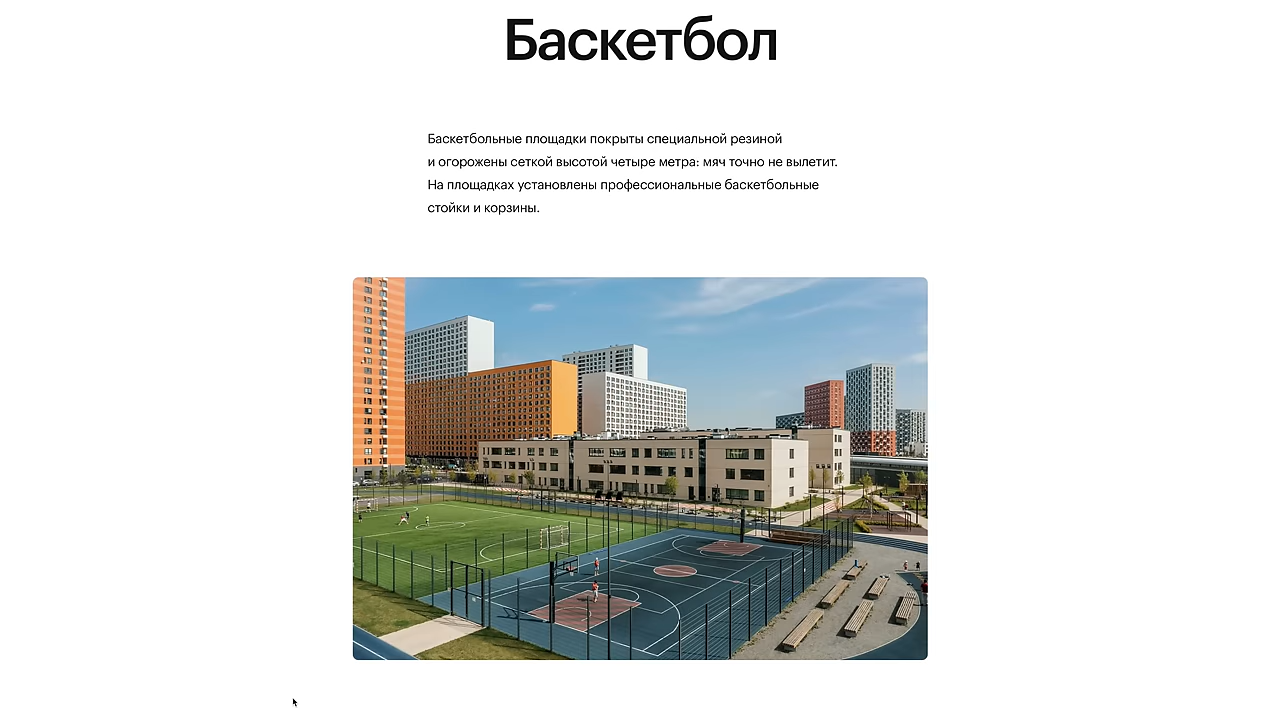 Баскетбол
Баскетбольные площадки покрыты специальной резиной
и огорожены сеткой высотой четыре метра: мяч точно не вылетит.
На площадках установлены профессиональные баскетбольные
стойки и корзины.